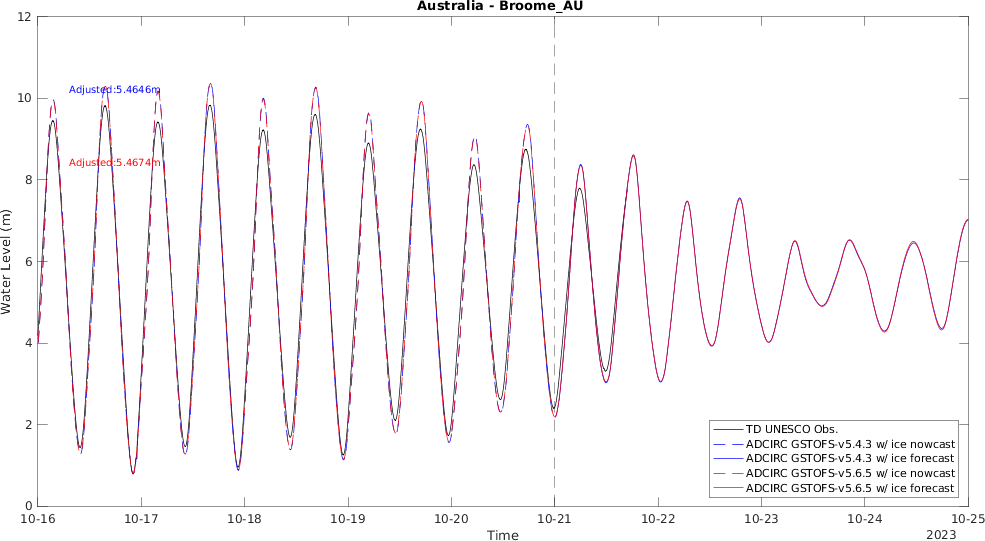 Australia - Broome_AU
12
10
8
6
4
2
0
Water Level (m)
Adjusted:5.4646m
Adjusted:5.4674m
TD UNESCO Obs.
ADCIRC GSTOFS-v5.4.3 w/ ice nowcast
ADCIRC GSTOFS-v5.4.3 w/ ice forecast
ADCIRC GSTOFS-v5.6.5 w/ ice nowcast
ADCIRC GSTOFS-v5.6.5 w/ ice forecast
10-16 10-17 10-18 10-19 10-20 10-21 10-22 10-23 10-24 10-25
Time
2023